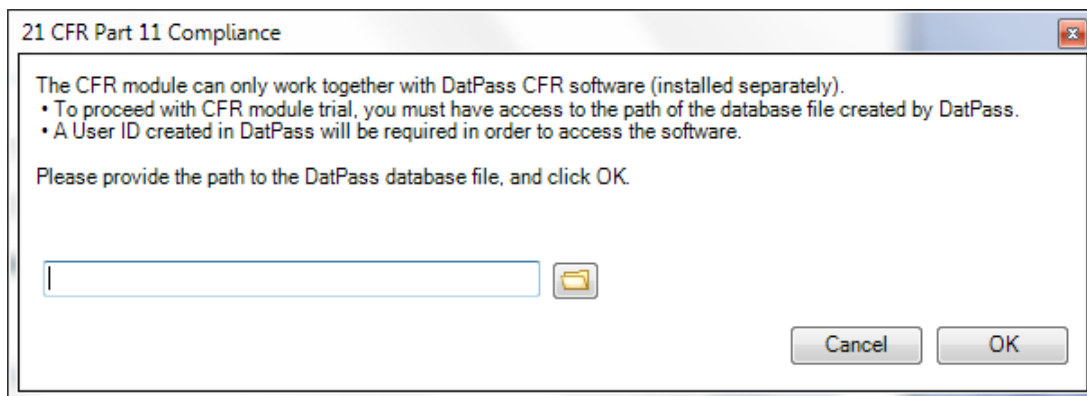 21 CFR Part 11 Compliance
The CFR module can only work together with DatPass CFR software (installed separately).
• To proceed with CFR module trial, you must have access to the path of the database file created by DatPass.
• A User ID created in DatPass will be required in order to access the software.
Please provide the path to the DatPass database file, and click OK.
Cancel OK